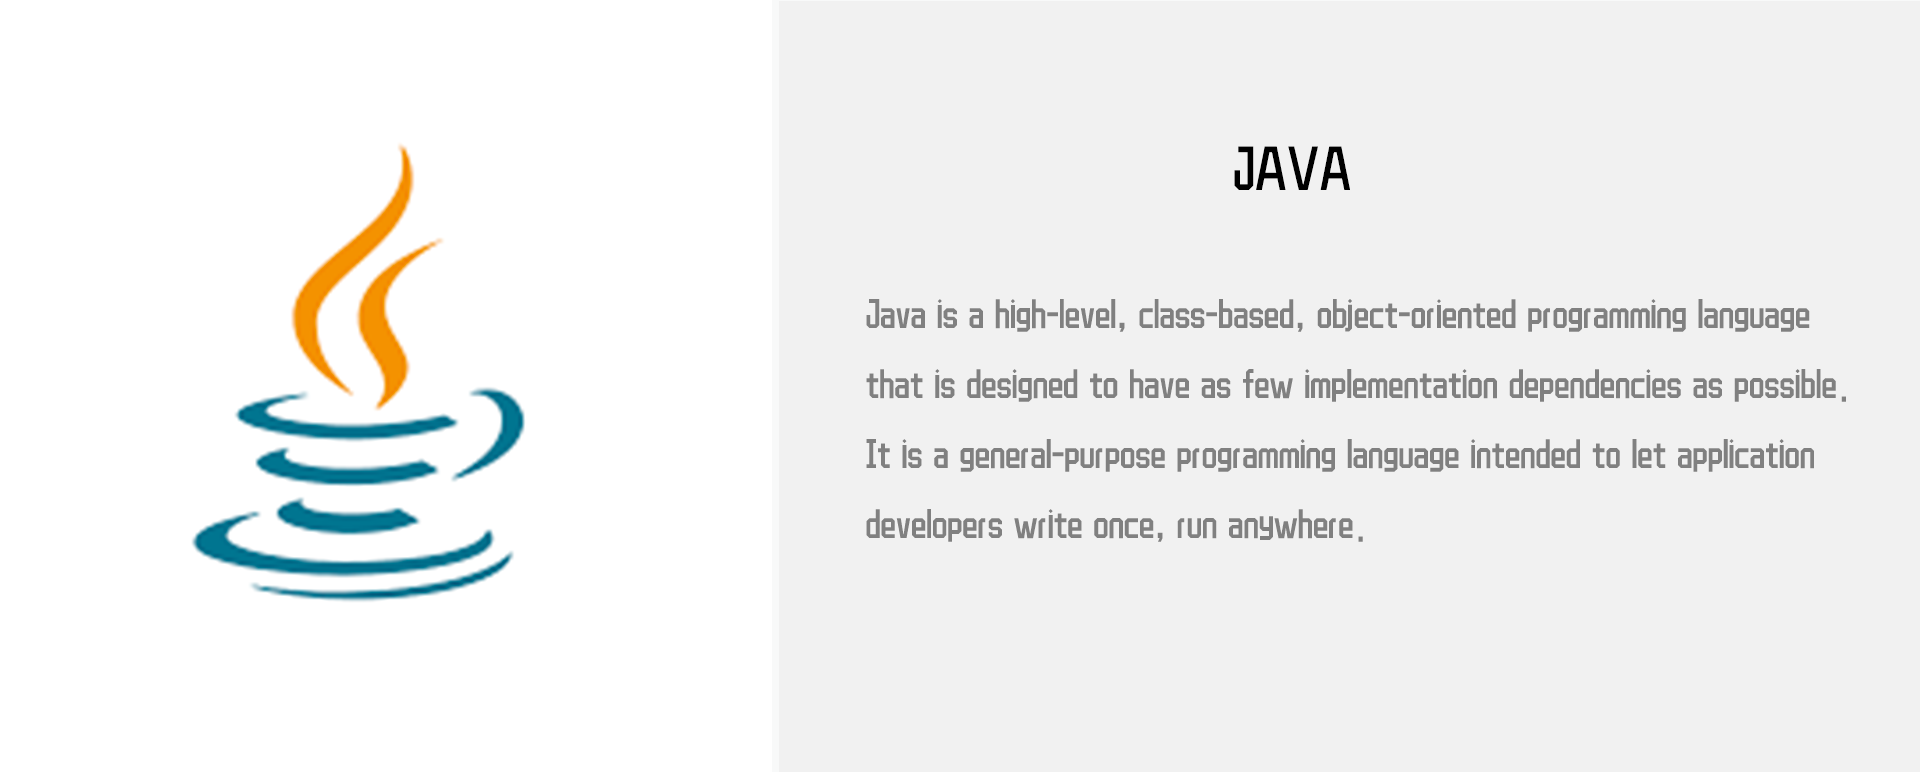 JAVA
Java is a high-level, class-based, object-oriented programming language
that is designed to have as few implementation dependencies as possible.
It is a general-purpose programming language intended to let application
developers write once, run anywhere.